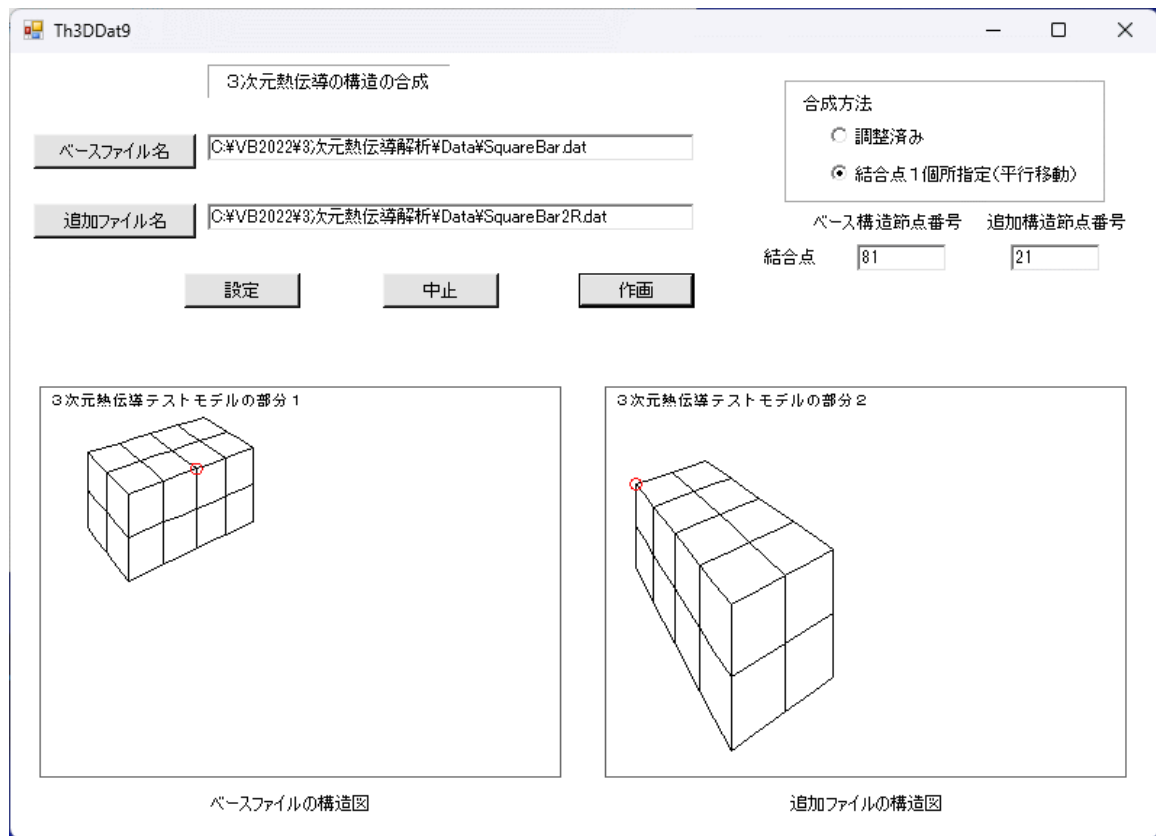 Th3DDat9
3次元熱伝導の構造の合成
合成方法
調整済み
ベースファイル名 C:¥VB2022¥3次元熱伝導解析¥Data¥SquareBar.dat
結合点1個所指定(平行移動)
追加ファイル名 C:¥VB2022¥3次元熱伝導解析¥Data¥SquareBar2R.dat
ベース構造節点番号 追加構造節点番号
結合点 81 21
設定 中止 作画
3次元熱伝導テストモデルの部分1
3次元熱伝導テストモデルの部分2
ベースファイルの構造図
追加ファイルの構造図